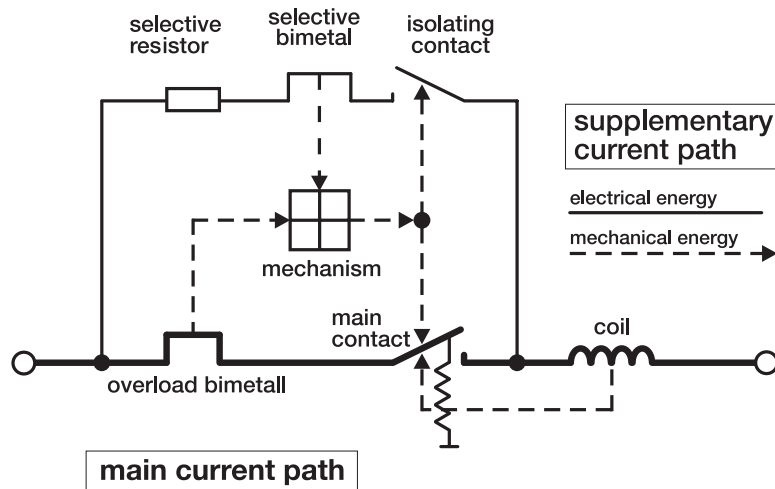 selective
resistor
selective
bimetal
isolating
contact
supplementary
current path
electrical energy
mechanical energy
mechanism
main
contact
coil
overload bimetall
main current path